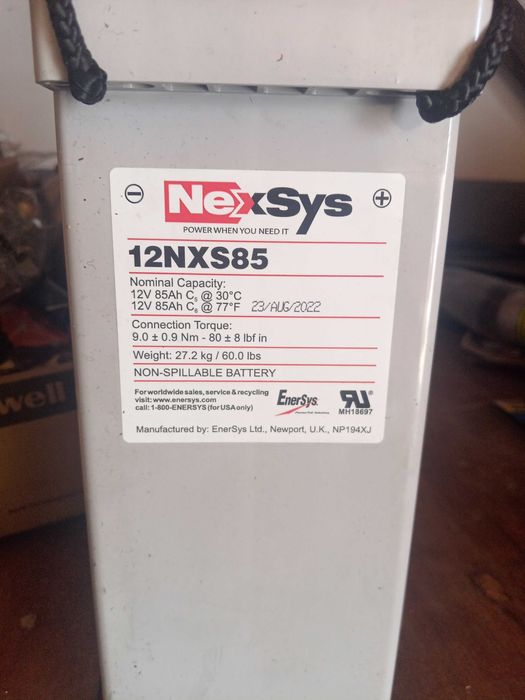 NexSys
POWER WHEN YOU NEED IT
12NXS85
Nominal Capacity:
12V 85Ah C₅ @ 30°C
12V 85Ah C₆ @ 77°F 23/AUG/2022
Connection Torque:
9.0 ± 0.9 Nm - 80 ± 8 lbf in
Weight: 27.2 kg / 60.0 lbs
NON-SPILLABLE BATTERY
For worldwide sales, service & recycling
visit: www.enersys.com
call: 1-800-ENERSYS (for USA only)
EnerSys
MH18697
Manufactured by: EnerSys Ltd., Newport, U.K., NP194XJ
well